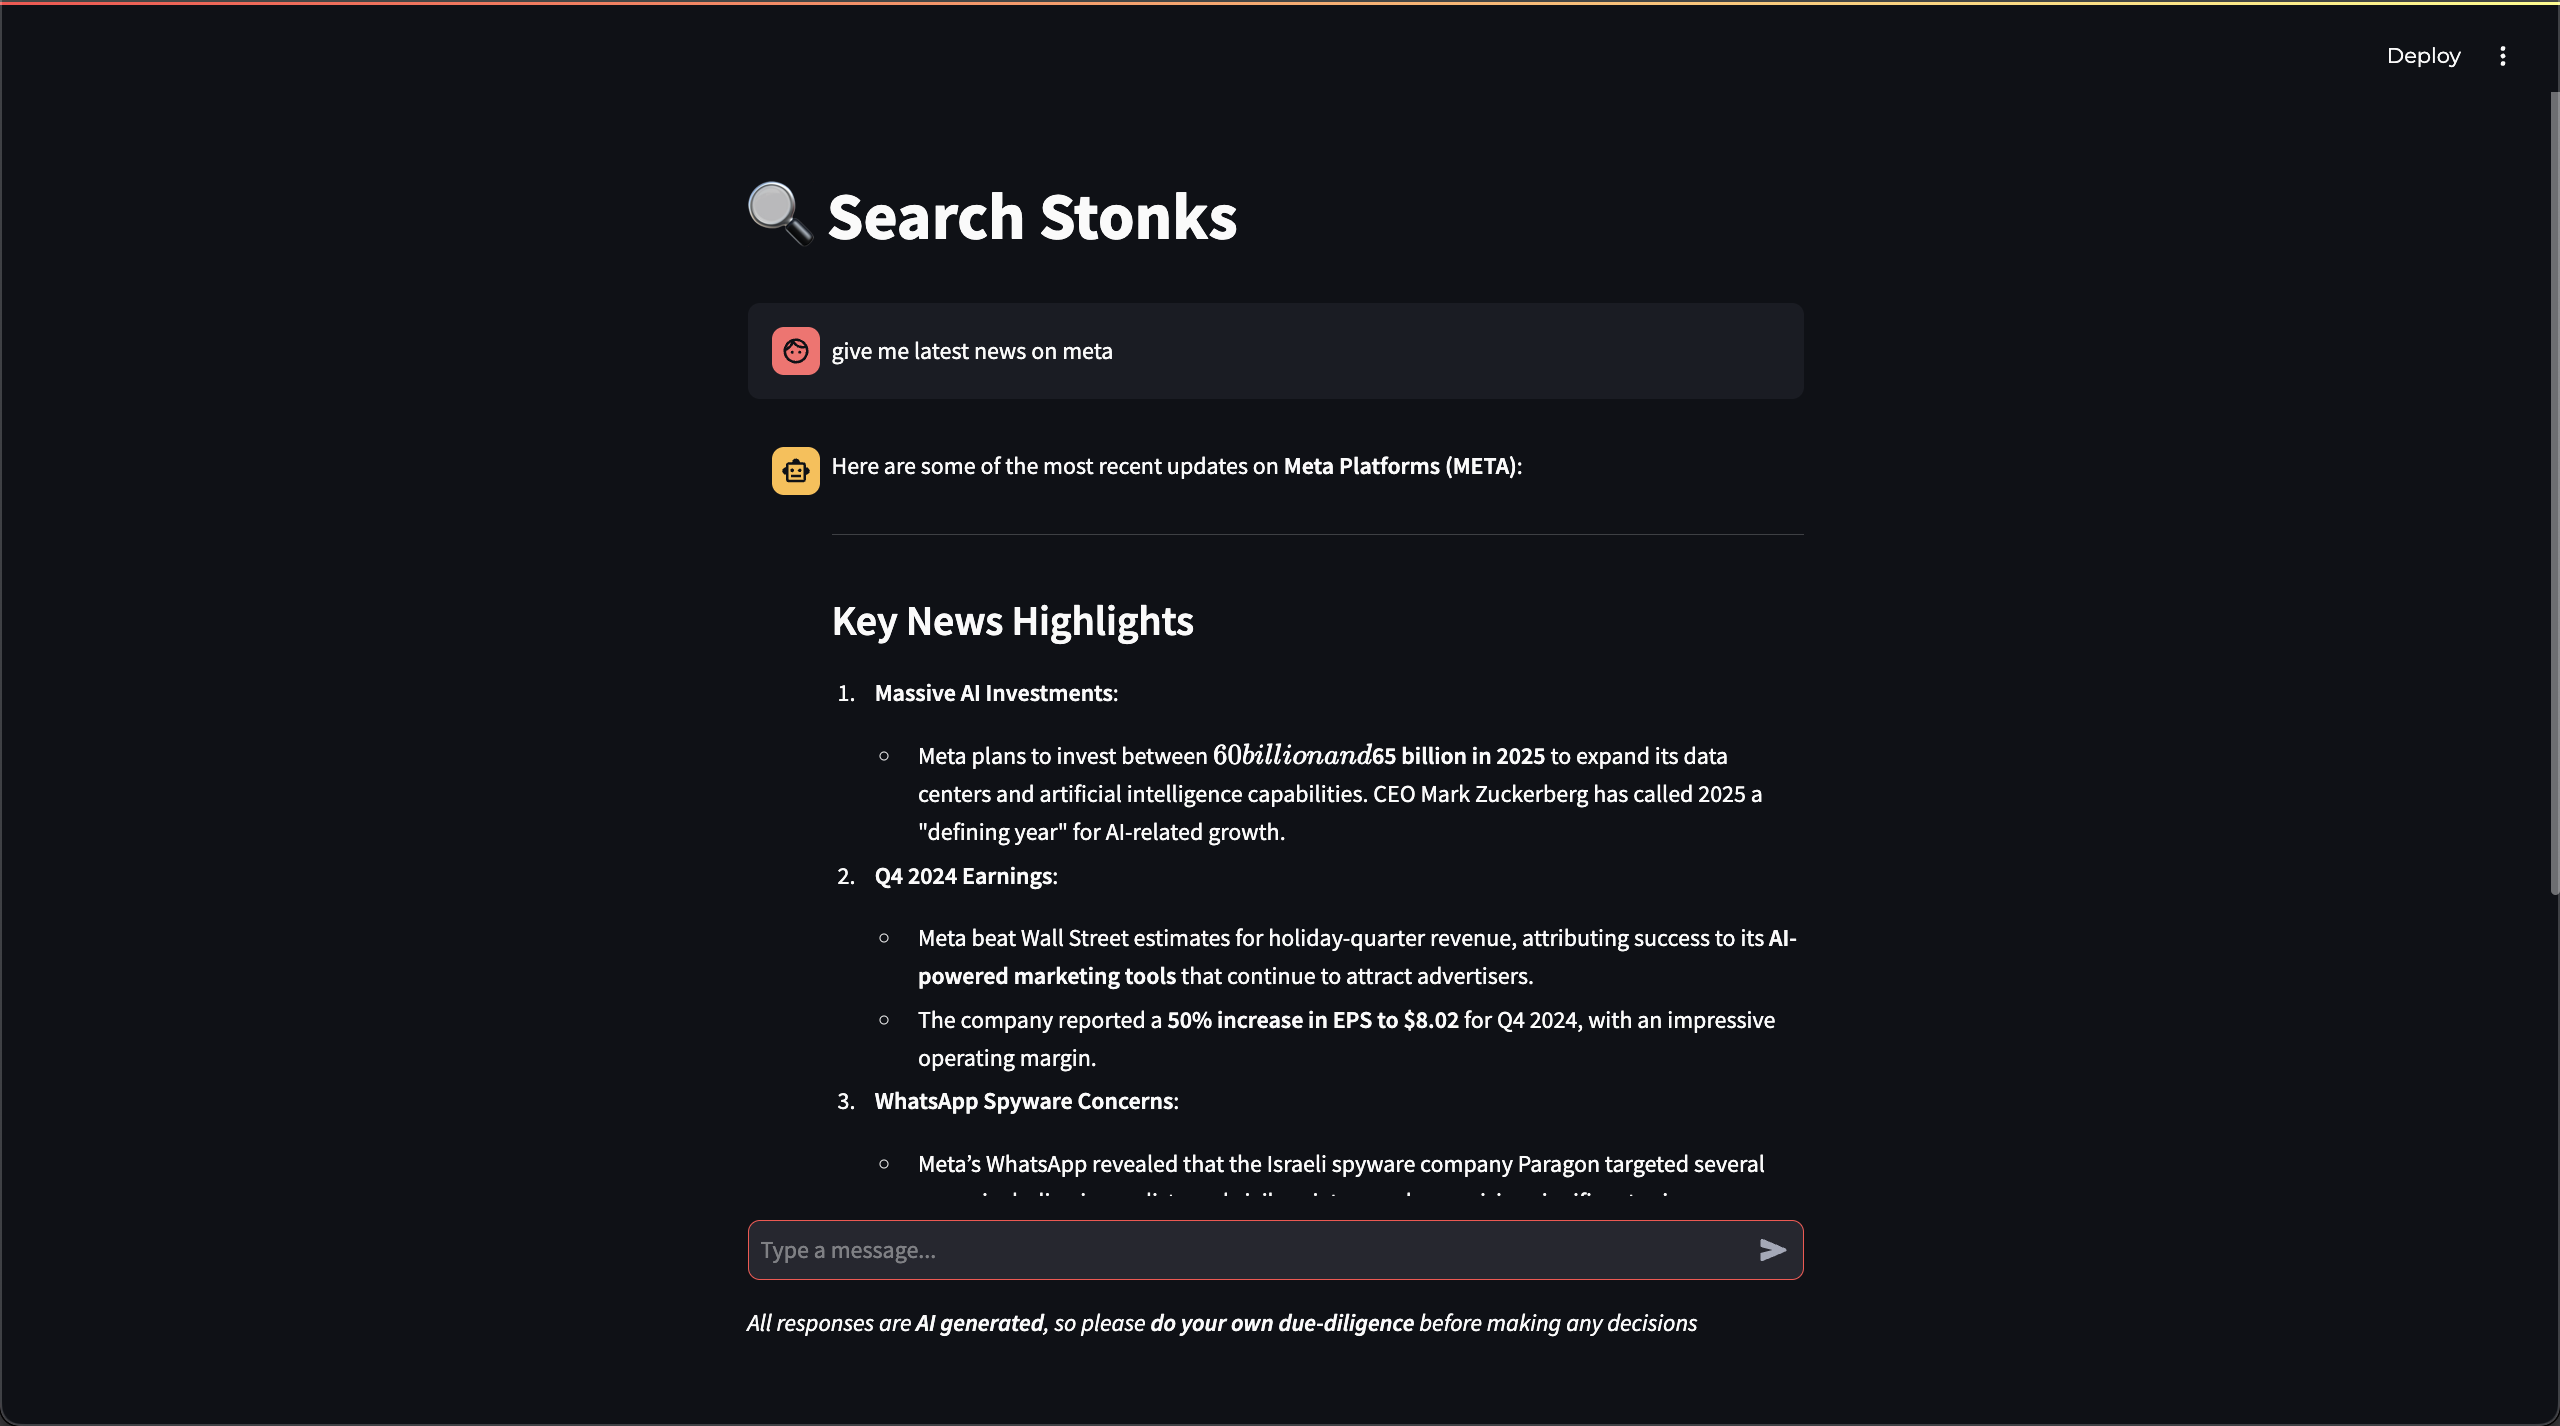 Deploy
Search Stonks
give me latest news on meta
Here are some of the most recent updates on Meta Platforms (META):
Key News Highlights
1. Massive AI Investments:
Meta plans to invest between 60billionand65 billion in 2025 to expand its data
centers and artificial intelligence capabilities. CEO Mark Zuckerberg has called 2025 a
"defining year" for AI-related growth.
2. Q4 2024 Earnings:
Meta beat Wall Street estimates for holiday-quarter revenue, attributing success to its AI-
powered marketing tools that continue to attract advertisers.
The company reported a 50% increase in EPS to $8.02 for Q4 2024, with an impressive
operating margin.
3. WhatsApp Spyware Concerns:
Meta’s WhatsApp revealed that the Israeli spyware company Paragon targeted several
Type a message...
All responses are AI generated, so please do your own due-diligence before making any decisions